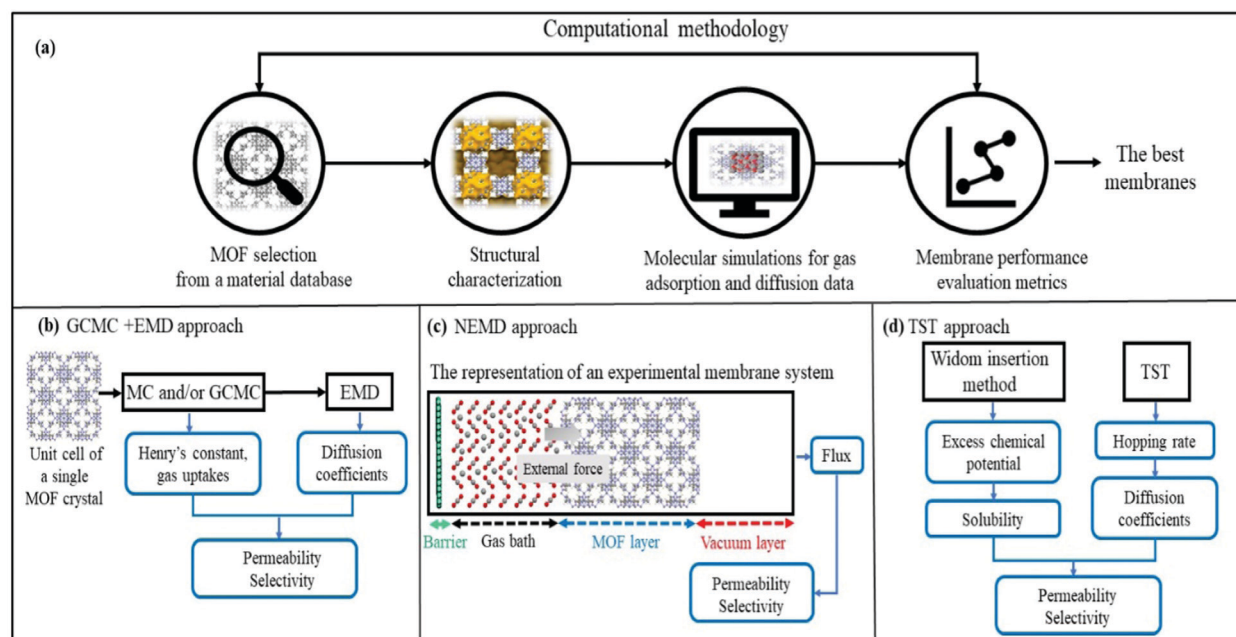 Computational methodology
(a)
The best
membranes
MOF selection
from a material database
Structural
characterization
Molecular simulations for gas
adsorption and diffusion data
Membrane performance
evaluation metrics
(b) GCMC +EMD approach
MC and/or GCMC
EMD
Unit cell of
a single
MOF crystal
Henry's constant,
gas uptakes
Diffusion
coefficients
Permeability
Selectivity
(c) NEMD approach
The representation of an experimental membrane system
External force
Flux
Barrier
Gas bath
MOF layer
Vacuum layer
Permeability
Selectivity
(d) TST approach
Widom insertion
method
TST
Excess chemical
potential
Hopping rate
Solubility
Diffusion
coefficients
Permeability
Selectivity